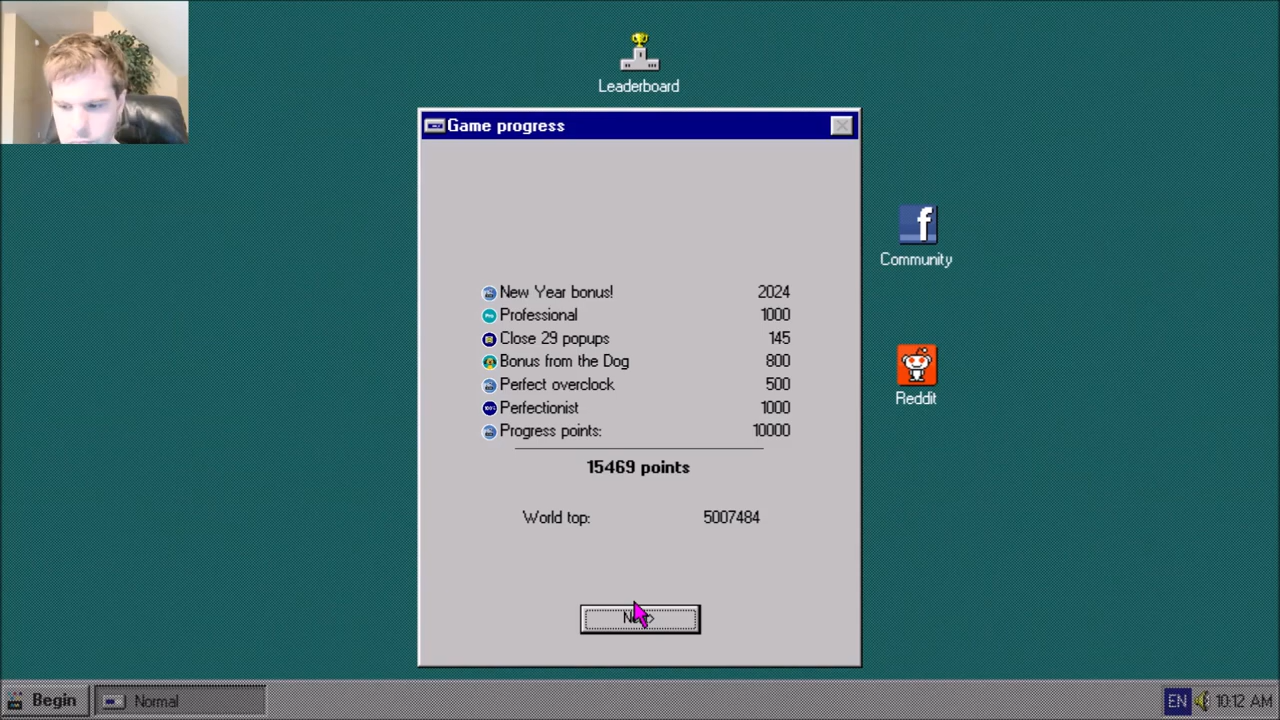 Leaderboard
Game progress
Community
Reddit
New Year bonus! 2024
Professional 1000
Close 29 popups 145
Bonus from the Dog 800
Perfect overclock 500
Perfectionist 1000
Progress points: 10000
15469 points
World top: 5007484
Begin
Normal
EN
10:12 AM